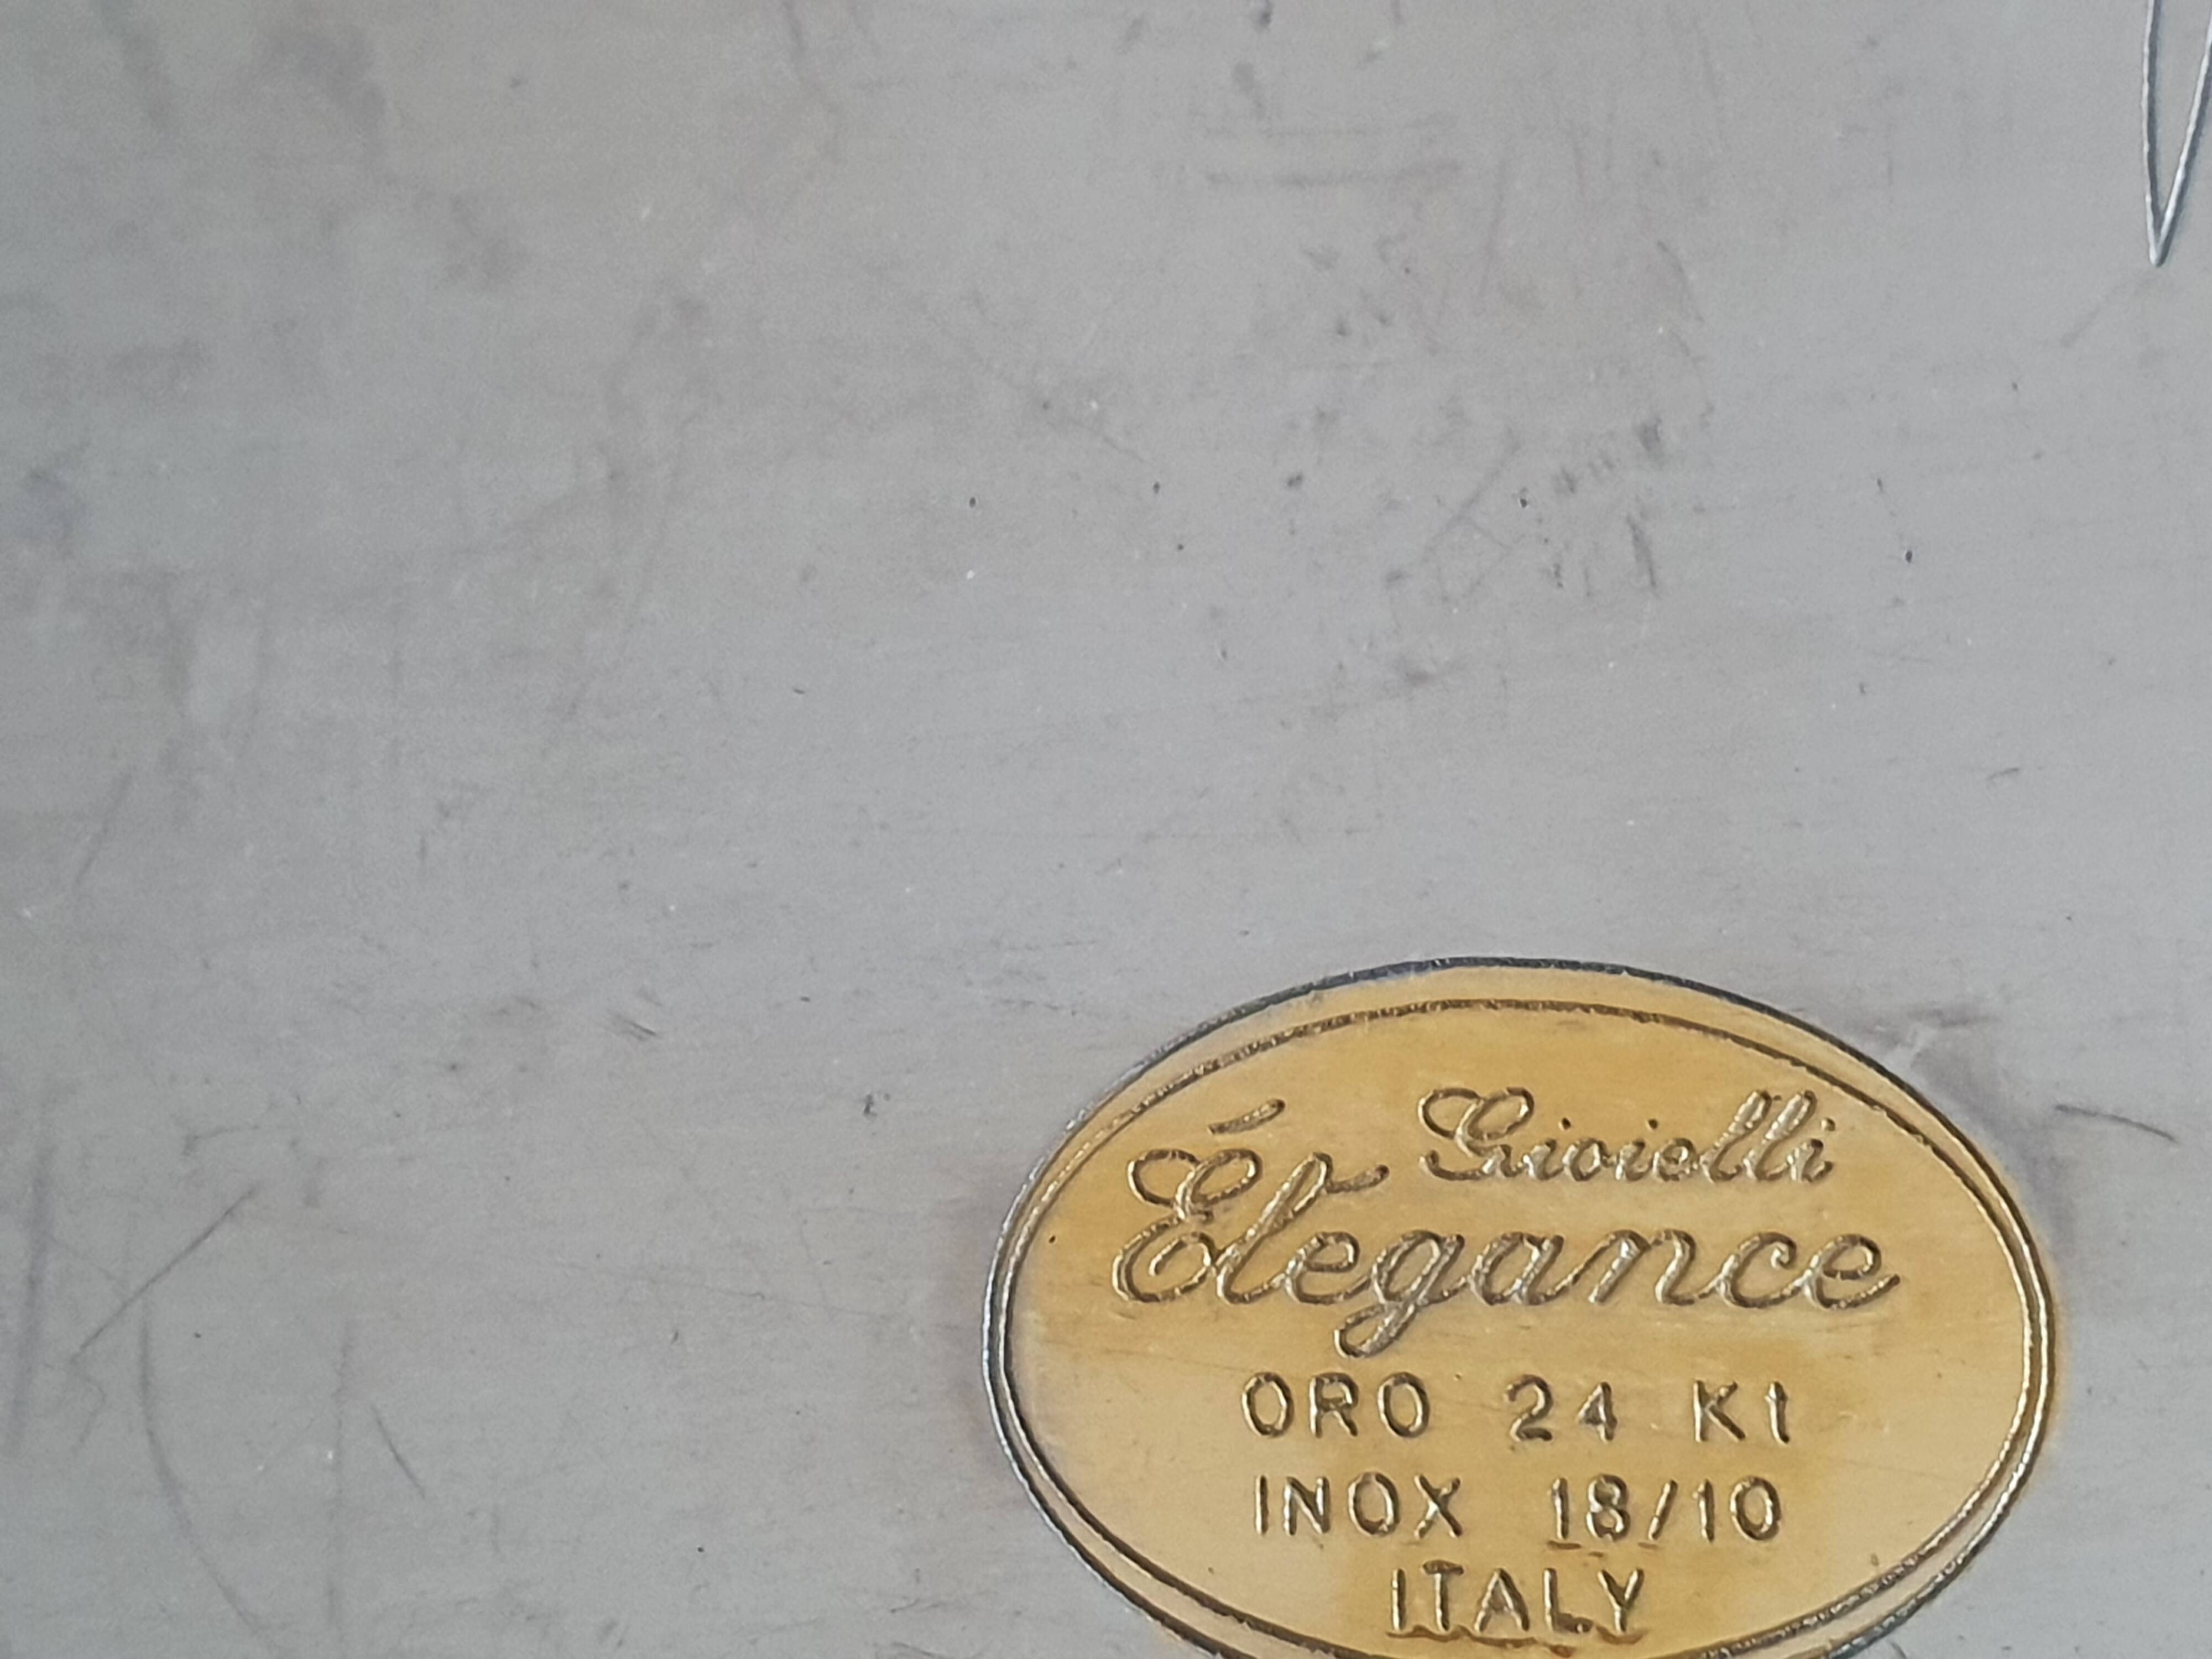 Gioielli
Élegance
ORO 24 Kt
INOX 18/10
ITALY